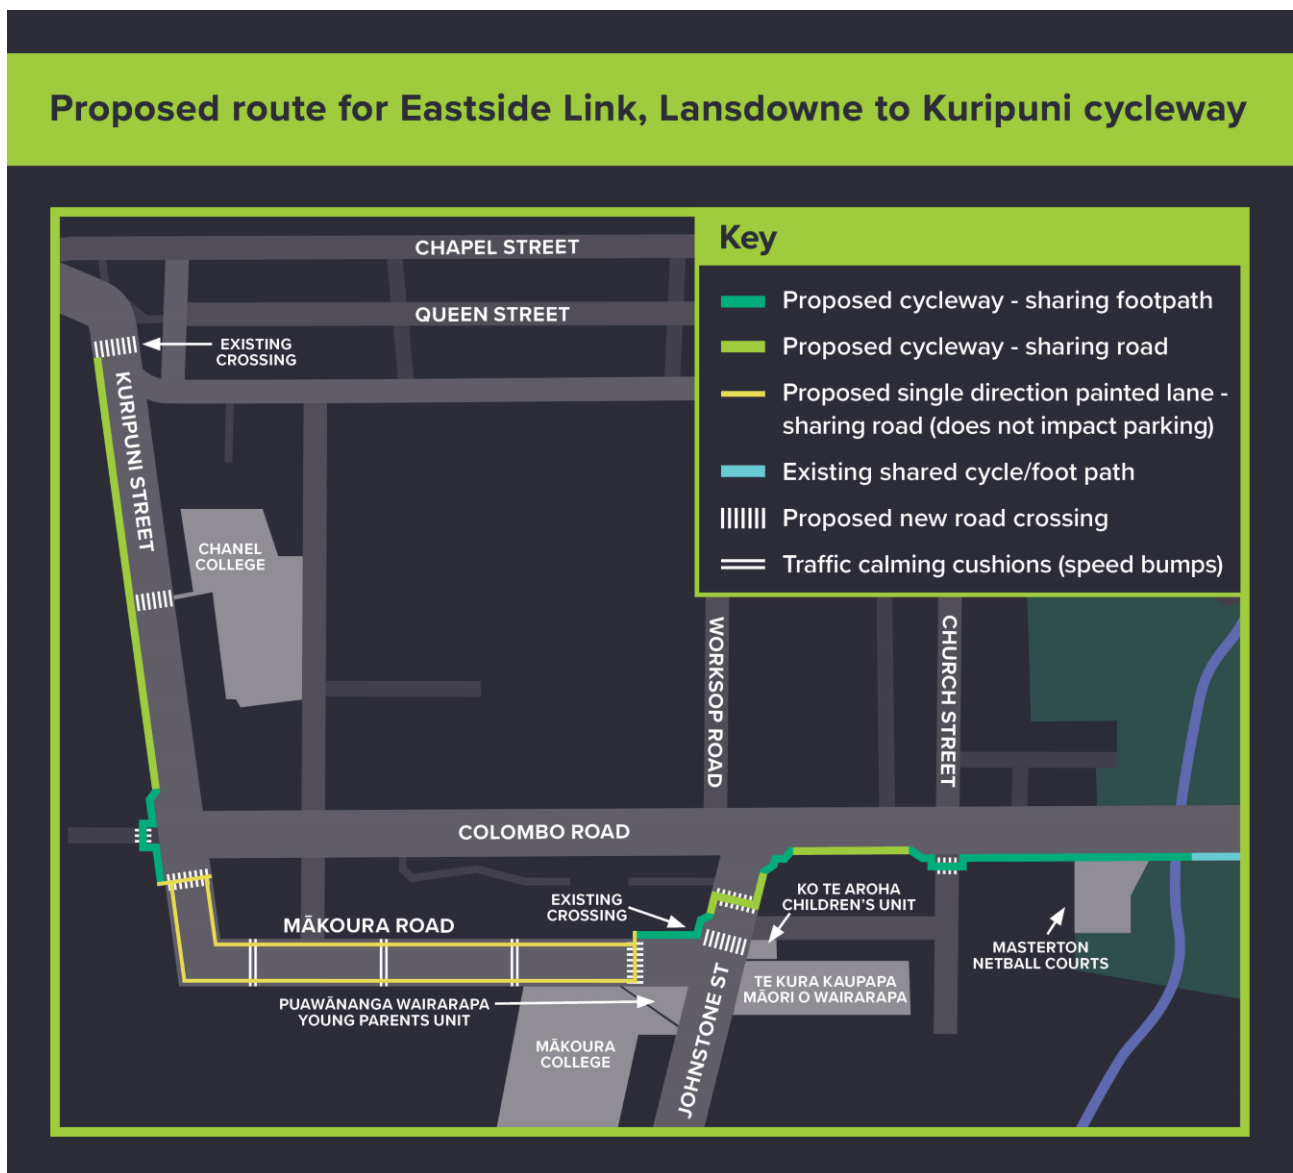 Proposed route for Eastside Link, Lansdowne to Kuripuni cycleway
Key
Proposed cycleway - sharing footpath
Proposed cycleway - sharing road
Proposed single direction painted lane -
sharing road (does not impact parking)
Existing shared cycle/foot path
Proposed new road crossing
Traffic calming cushions (speed bumps)
CHAPEL STREET
QUEEN STREET
EXISTING
CROSSING
KURIPUNI STREET
CHANEL
COLLEGE
WORKSOP ROAD
CHURCH STREET
COLOMBO ROAD
EXISTING
CROSSING
KO TE AROHA
CHILDREN'S UNIT
MĀKOURA ROAD
MASTERTON
NETBALL COURTS
PUAWĀNANGA WAIRARAPA
YOUNG PARENTS UNIT
TE KURA KAUPAPA
MĀORI O WAIRARAPA
MĀKOURA
COLLEGE
JOHNSTONE ST